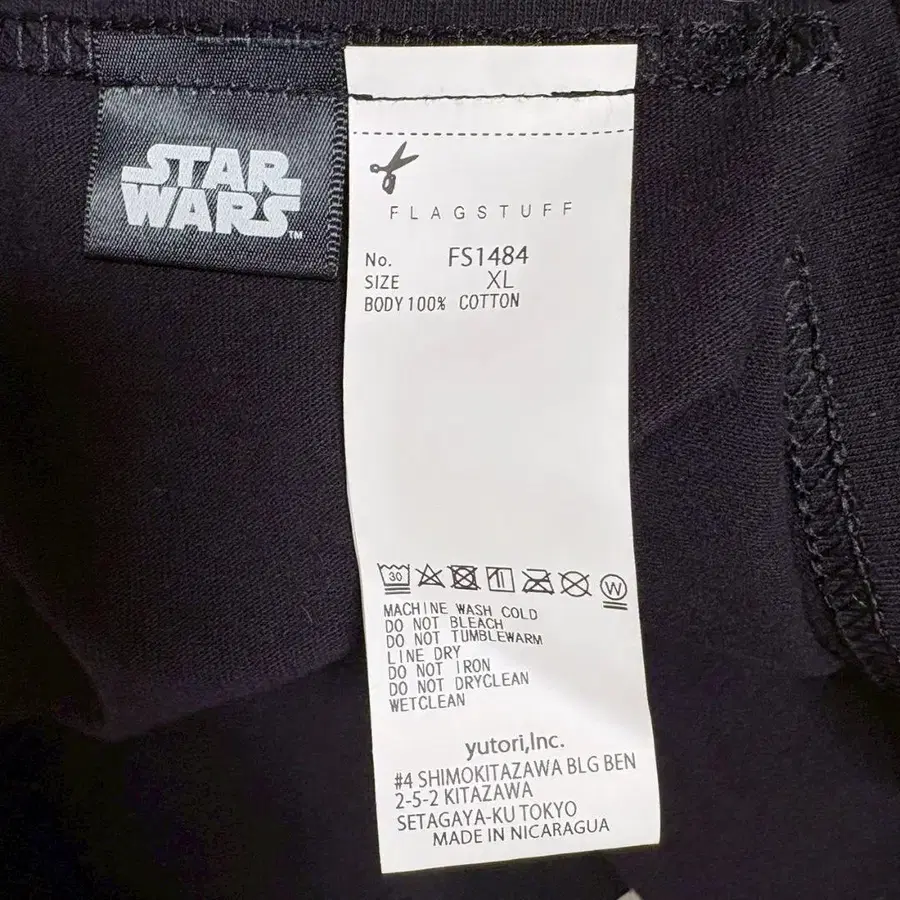 STAR
WARS
TM
FLAGSTUFF
No. FS1484
SIZE XL
BODY 100% COTTON
30
W
MACHINE WASH COLD
DO NOT BLEACH
DO NOT TUMBLEWARM
LINE DRY
DO NOT IRON
DO NOT DRYCLEAN
WETCLEAN
yutori,Inc.
#4 SHIMOKITAZAWA BLG BEN
2-5-2 KITAZAWA
SETAGAYA-KU TOKYO
MADE IN NICARAGUA